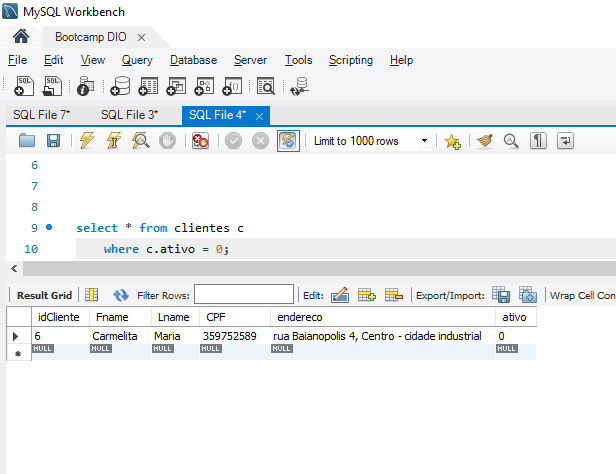 MySQL Workbench
Bootcamp DIO
File Edit View Query Database Server Tools Scripting Help
SQL File 7* SQL File 3* SQL File 4*
Limit to 1000 rows
6
7
8
9 select * from clientes c
10 where c.ativo = 0;
Result Grid Filter Rows: Edit: Export/Import: Wrap Cell Con
idCliente Fname Lname CPF endereco ativo
6 Carmelita Maria 359752589 rua Baianopolis 4, Centro - cidade industrial 0
NULL NULL NULL NULL NULL NULL